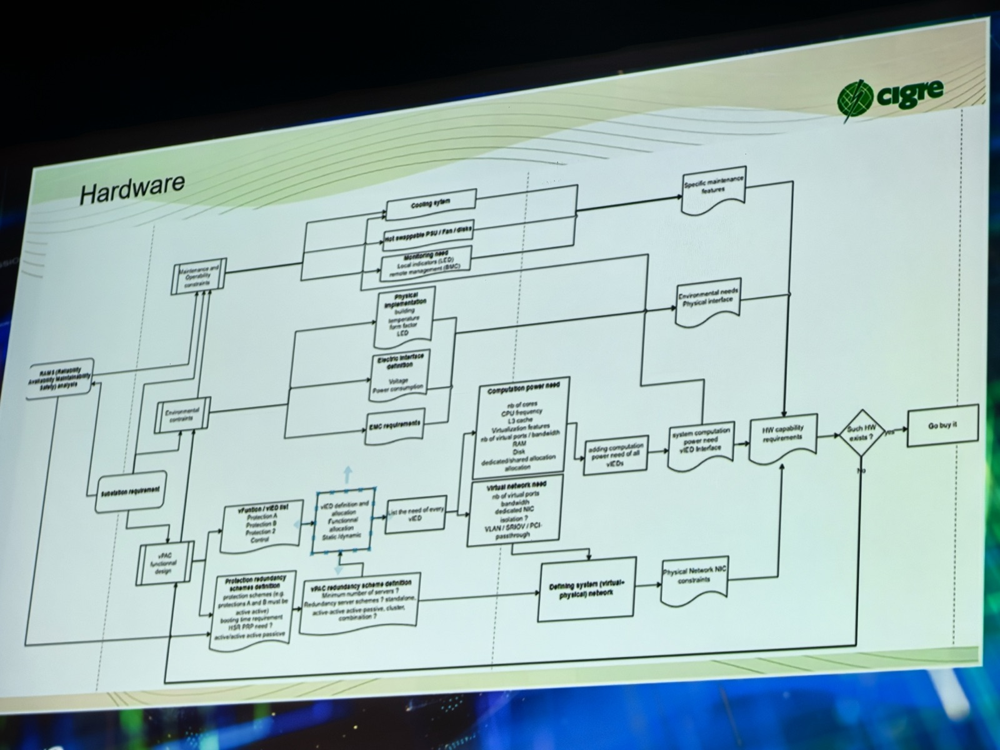 cigre
Hardware
Cooling sytem
Hot swappable PSU / Fan / disks
Monitoring need
Local indicators (LED)
remote management (BMC)
Specific maintenance
features
Maintenance and
Operability
constraints
Physical
implementation
building
temperature
form factor
LED
Environmental needs
Physical interface
RAMS (Reliability
Availability Maintainability
Safety) analysis
Electric interface
definition
Voltage
Power consumption
Environmental
EMC requirements
Computation power need
nb of cores
CPU frequency
L3 cache
Virtualization features
nb of virtual ports / bandwidth
RAM
Disk
dedicated/shared allocation
allocation
adding computation
power need of all
vIEDs
system computation
power need
vIED Interface
HW capability
requirements
Such HW
exists ?
yes
Go buy it
No
Substation requirement
vFuntion / vIED list
Protection A
Protection B
Protection 2
Control
vIED definition and
allocation
Functionnal
allocation
Static /dynamic
List the need of every
vIED
Virtual network need
nb of virtual ports
bandwidth
dedicated NIC
isolation ?
VLAN / SRIOV / PCI-
passthrough
vPAC
functionnal
design
Protection redundancy
schemes definition
protection schemes (e.g.
protections A and B must be
active active)
booting time requirement
HSR PRP need ?
active/active active passive
vPAC redundancy scheme definition
Minimum number of servers ?
Redundancy server schemes ? standalone,
active-active active-passive, cluster,
combinaition ?
Defining system (virtual+
physical) network
Physical Network NIC
constraints